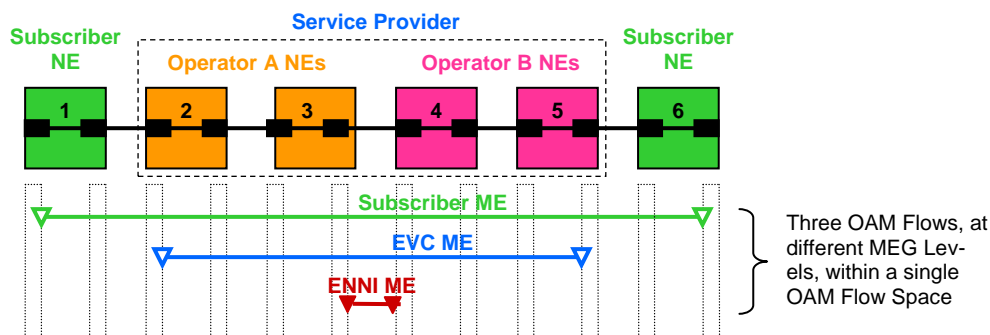 Service Provider
Subscriber
NE
Operator A NEs
Operator B NEs
Subscriber
NE
1
2
3
4
5
6
Subscriber ME
EVC ME
ENNI ME
Three OAM Flows, at
different MEG Lev-
els, within a single
OAM Flow Space